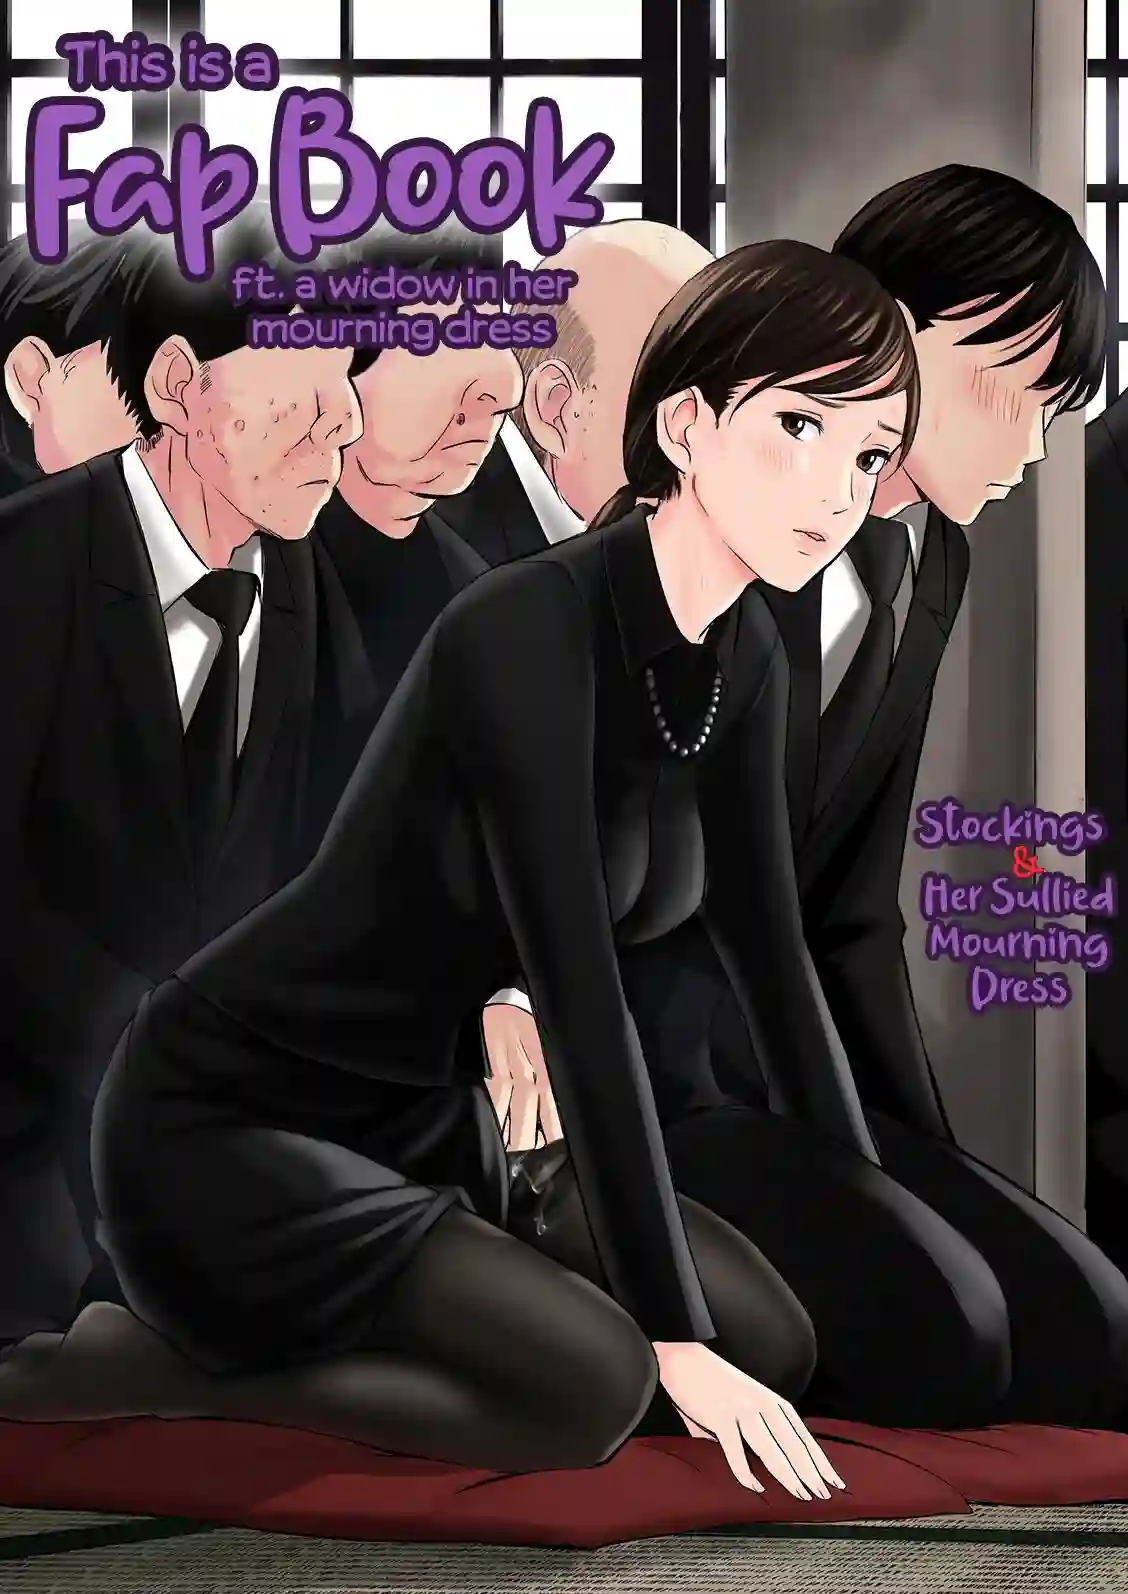 This is a
Fap Book
ft. a widow in her
mourning dress
Stockings
&
Her Sullied
Mourning
Dress